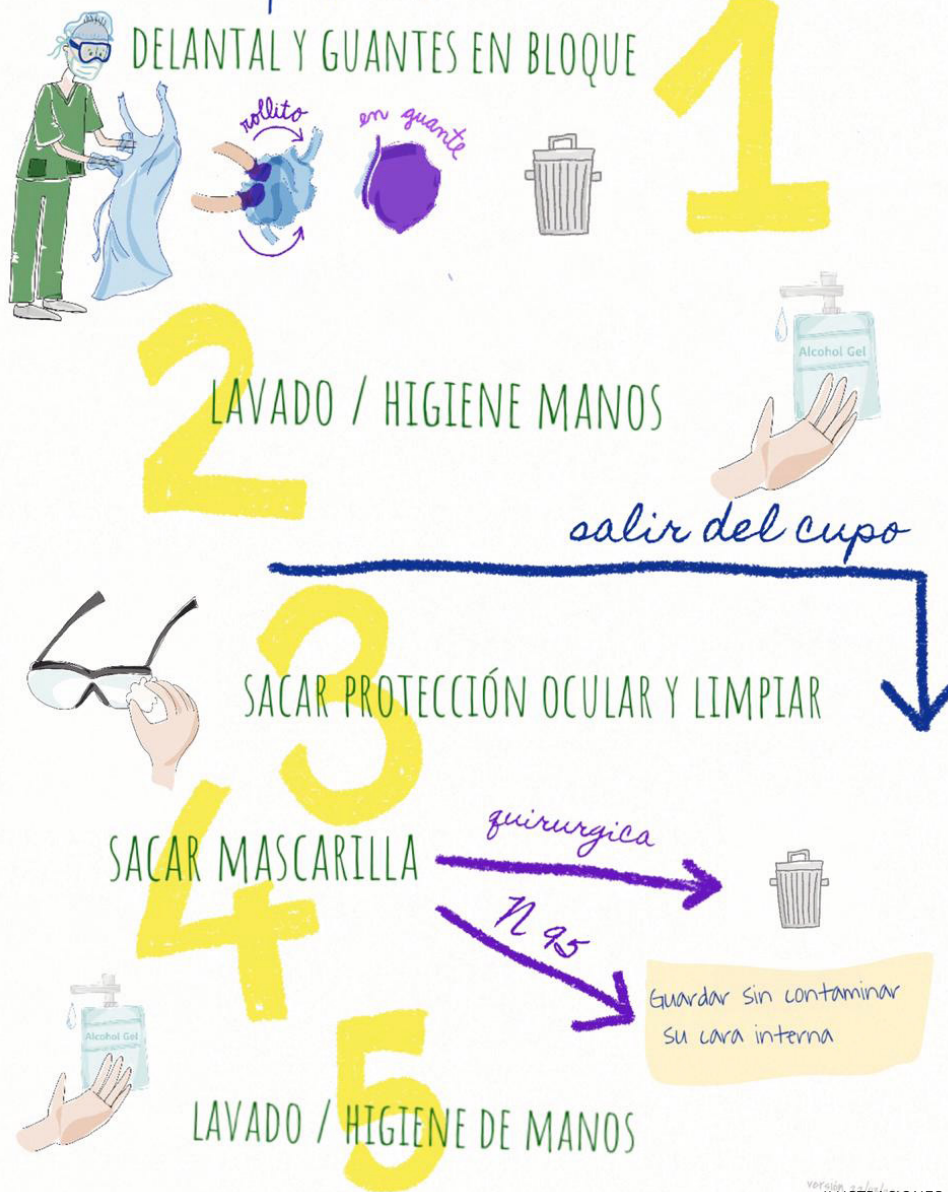 DELANTAL Y GUANTES EN BLOQUE
1
rollito
en guante
2
Alcohol Gel
LAVADO / HIGIENE MANOS
salir del cupo
3
SACAR PROTECCIÓN OCULAR Y LIMPIAR
4
quirurgica
SACAR MASCARILLA
N 95
Guardar sin contaminar
su cara interna
Alcohol Gel
5
LAVADO / HIGIENE DE MANOS
versión